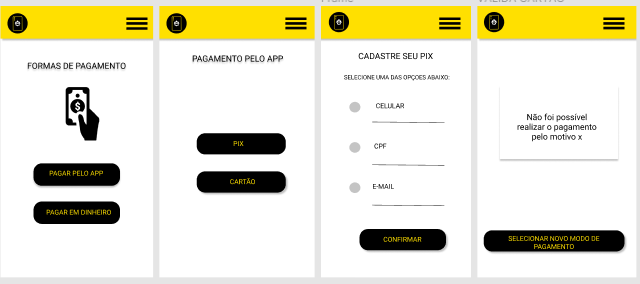 FORMAS DE PAGAMENTO
PAGAR PELO APP
PAGAR EM DINHEIRO
PAGAMENTO PELO APP
PIX
CARTÃO
CADASTRE SEU PIX
SELECIONE UMA DAS OPÇOES ABAIXO:
CELULAR
CPF
E-MAIL
CONFIRMAR
Não foi possível
realizar o pagamento
pelo motivo x
SELECIONAR NOVO MODO DE
PAGAMENTO